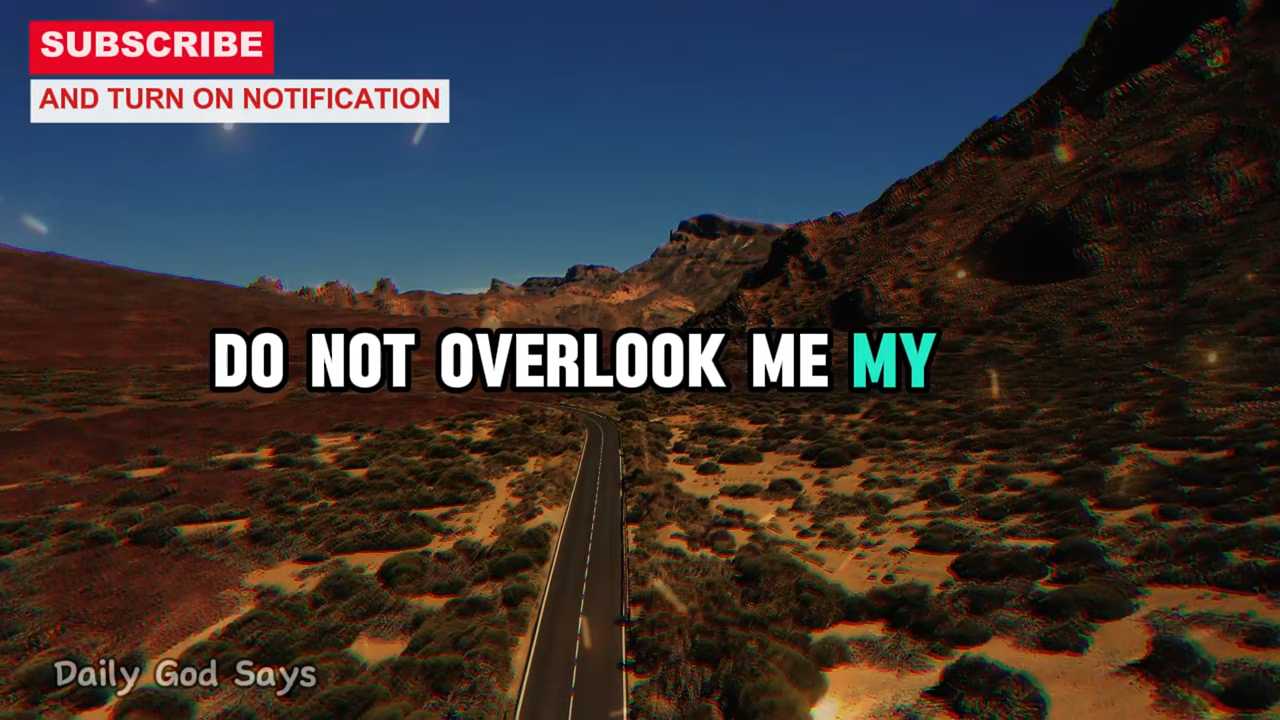 SUBSCRIBE
AND TURN ON NOTIFICATION
DO NOT OVERLOOK ME MY
Daily God Says